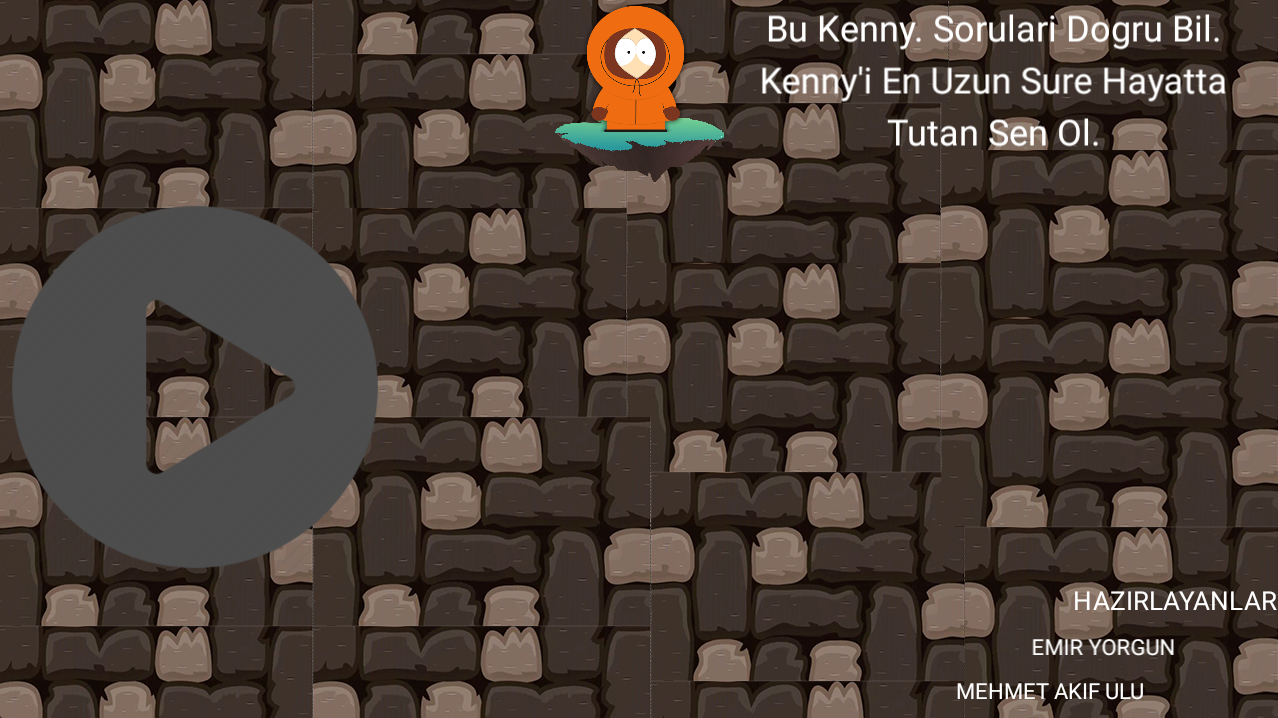 Bu Kenny. Sorulari Dogru Bil.
Kenny'i En Uzun Sure Hayatta
Tutan Sen Ol.
HAZIRLAYANLAR
EMIR YORGUN
MEHMET AKIF ULU